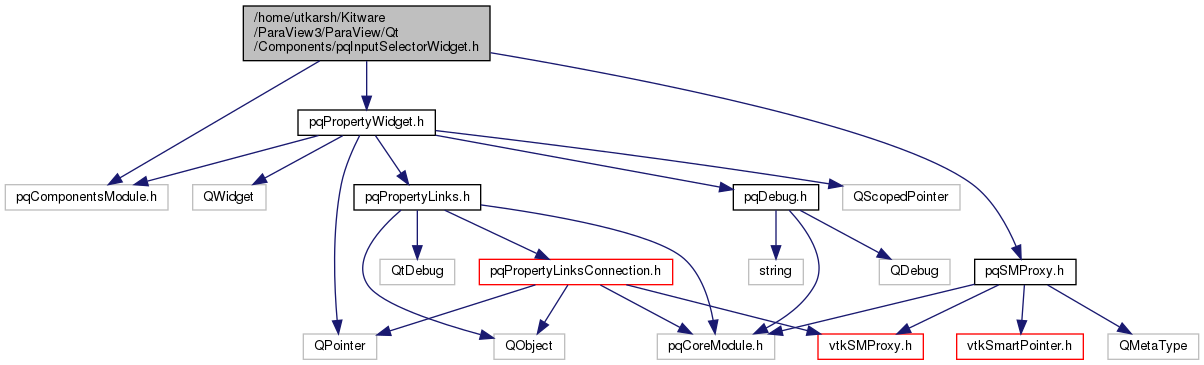 /home/utkarsh/Kitware
/ParaView3/ParaView/Qt
/Components/pqInputSelectorWidget.h
pqPropertyWidget.h
pqComponentsModule.h
QWidget
pqPropertyLinks.h
pqDebug.h
QScopedPointer
QtDebug
pqPropertyLinksConnection.h
string
QDebug
pqSMProxy.h
QPointer
QObject
pqCoreModule.h
vtkSMProxy.h
vtkSmartPointer.h
QMetaType